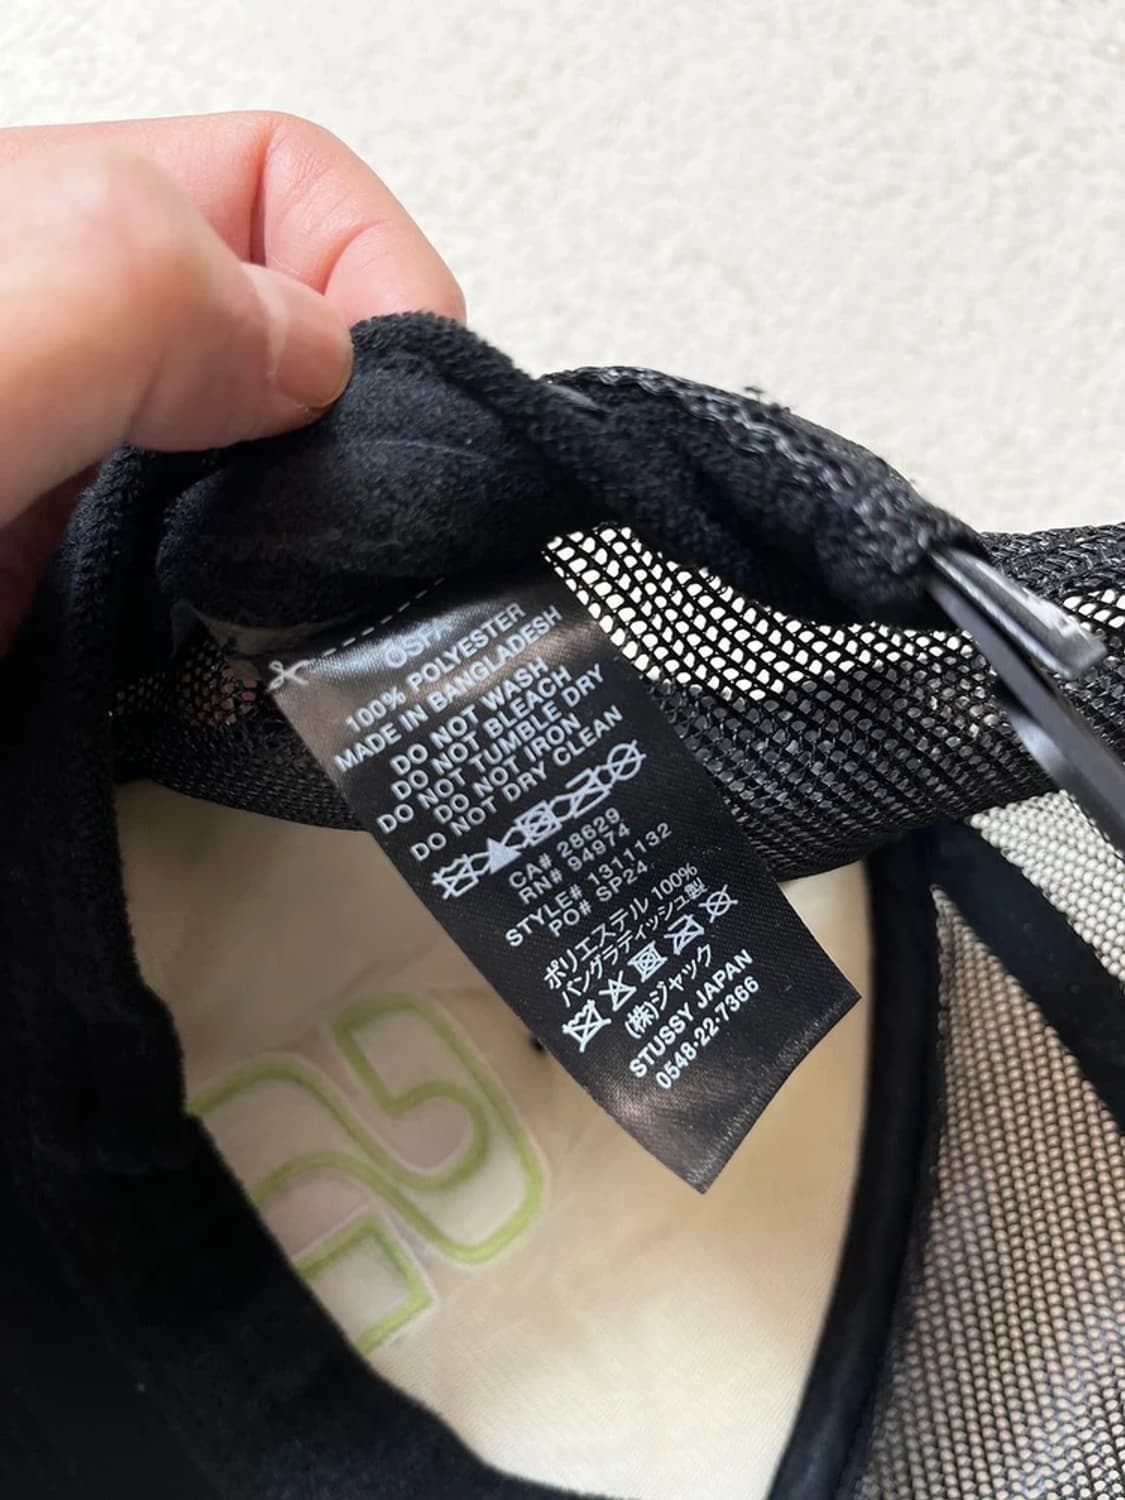 OSFA
100% POLYESTER
MADE IN BANGLADESH
DO NOT WASH
DO NOT BLEACH
DO NOT TUMBLE DRY
DO NOT IRON
DO NOT DRY CLEAN
CA# 28629
RN# 94974
STYLE# 1311132
PO# SP24
ポリエステル 100%
バングラディッシュ製
(株)ジャック
STUSSY JAPAN
0548-22-7366